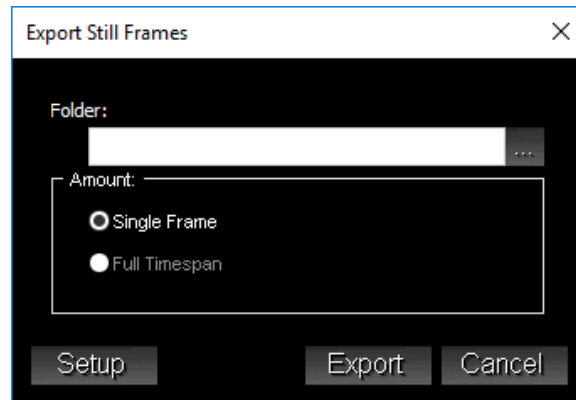 Export Still Frames
Folder:
...
Amount:
Single Frame
Full Timespan
Setup Export Cancel